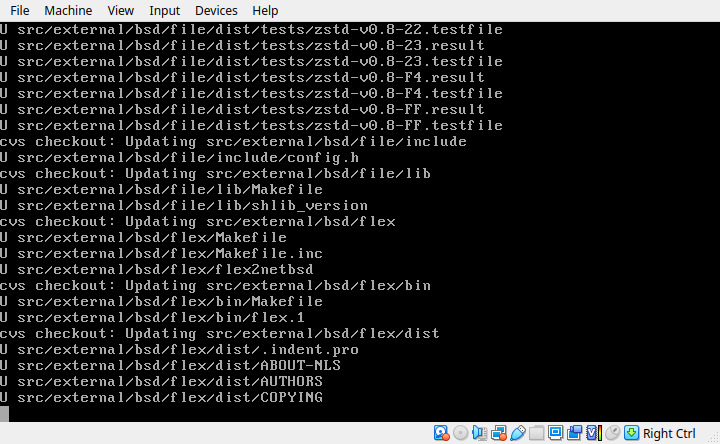 File Machine View Input Devices Help
U src/external/bsd/file/dist/tests/zstd-v0.8-22.testfile
U src/external/bsd/file/dist/tests/zstd-v0.8-23.result
U src/external/bsd/file/dist/tests/zstd-v0.8-23.testfile
U src/external/bsd/file/dist/tests/zstd-v0.8-F4.result
U src/external/bsd/file/dist/tests/zstd-v0.8-F4.testfile
U src/external/bsd/file/dist/tests/zstd-v0.8-FF.result
U src/external/bsd/file/dist/tests/zstd-v0.8-FF.testfile
cvs checkout: Updating src/external/bsd/file/include
U src/external/bsd/file/include/config.h
cvs checkout: Updating src/external/bsd/file/lib
U src/external/bsd/file/lib/Makefile
U src/external/bsd/file/lib/shlib_version
cvs checkout: Updating src/external/bsd/flex
U src/external/bsd/flex/Makefile
U src/external/bsd/flex/Makefile.inc
U src/external/bsd/flex/flex2netbsd
cvs checkout: Updating src/external/bsd/flex/bin
U src/external/bsd/flex/bin/Makefile
U src/external/bsd/flex/bin/flex.1
cvs checkout: Updating src/external/bsd/flex/dist
U src/external/bsd/flex/dist/.indent.pro
U src/external/bsd/flex/dist/ABOUT-NLS
U src/external/bsd/flex/dist/AUTHORS
U src/external/bsd/flex/dist/COPYING
Right Ctrl